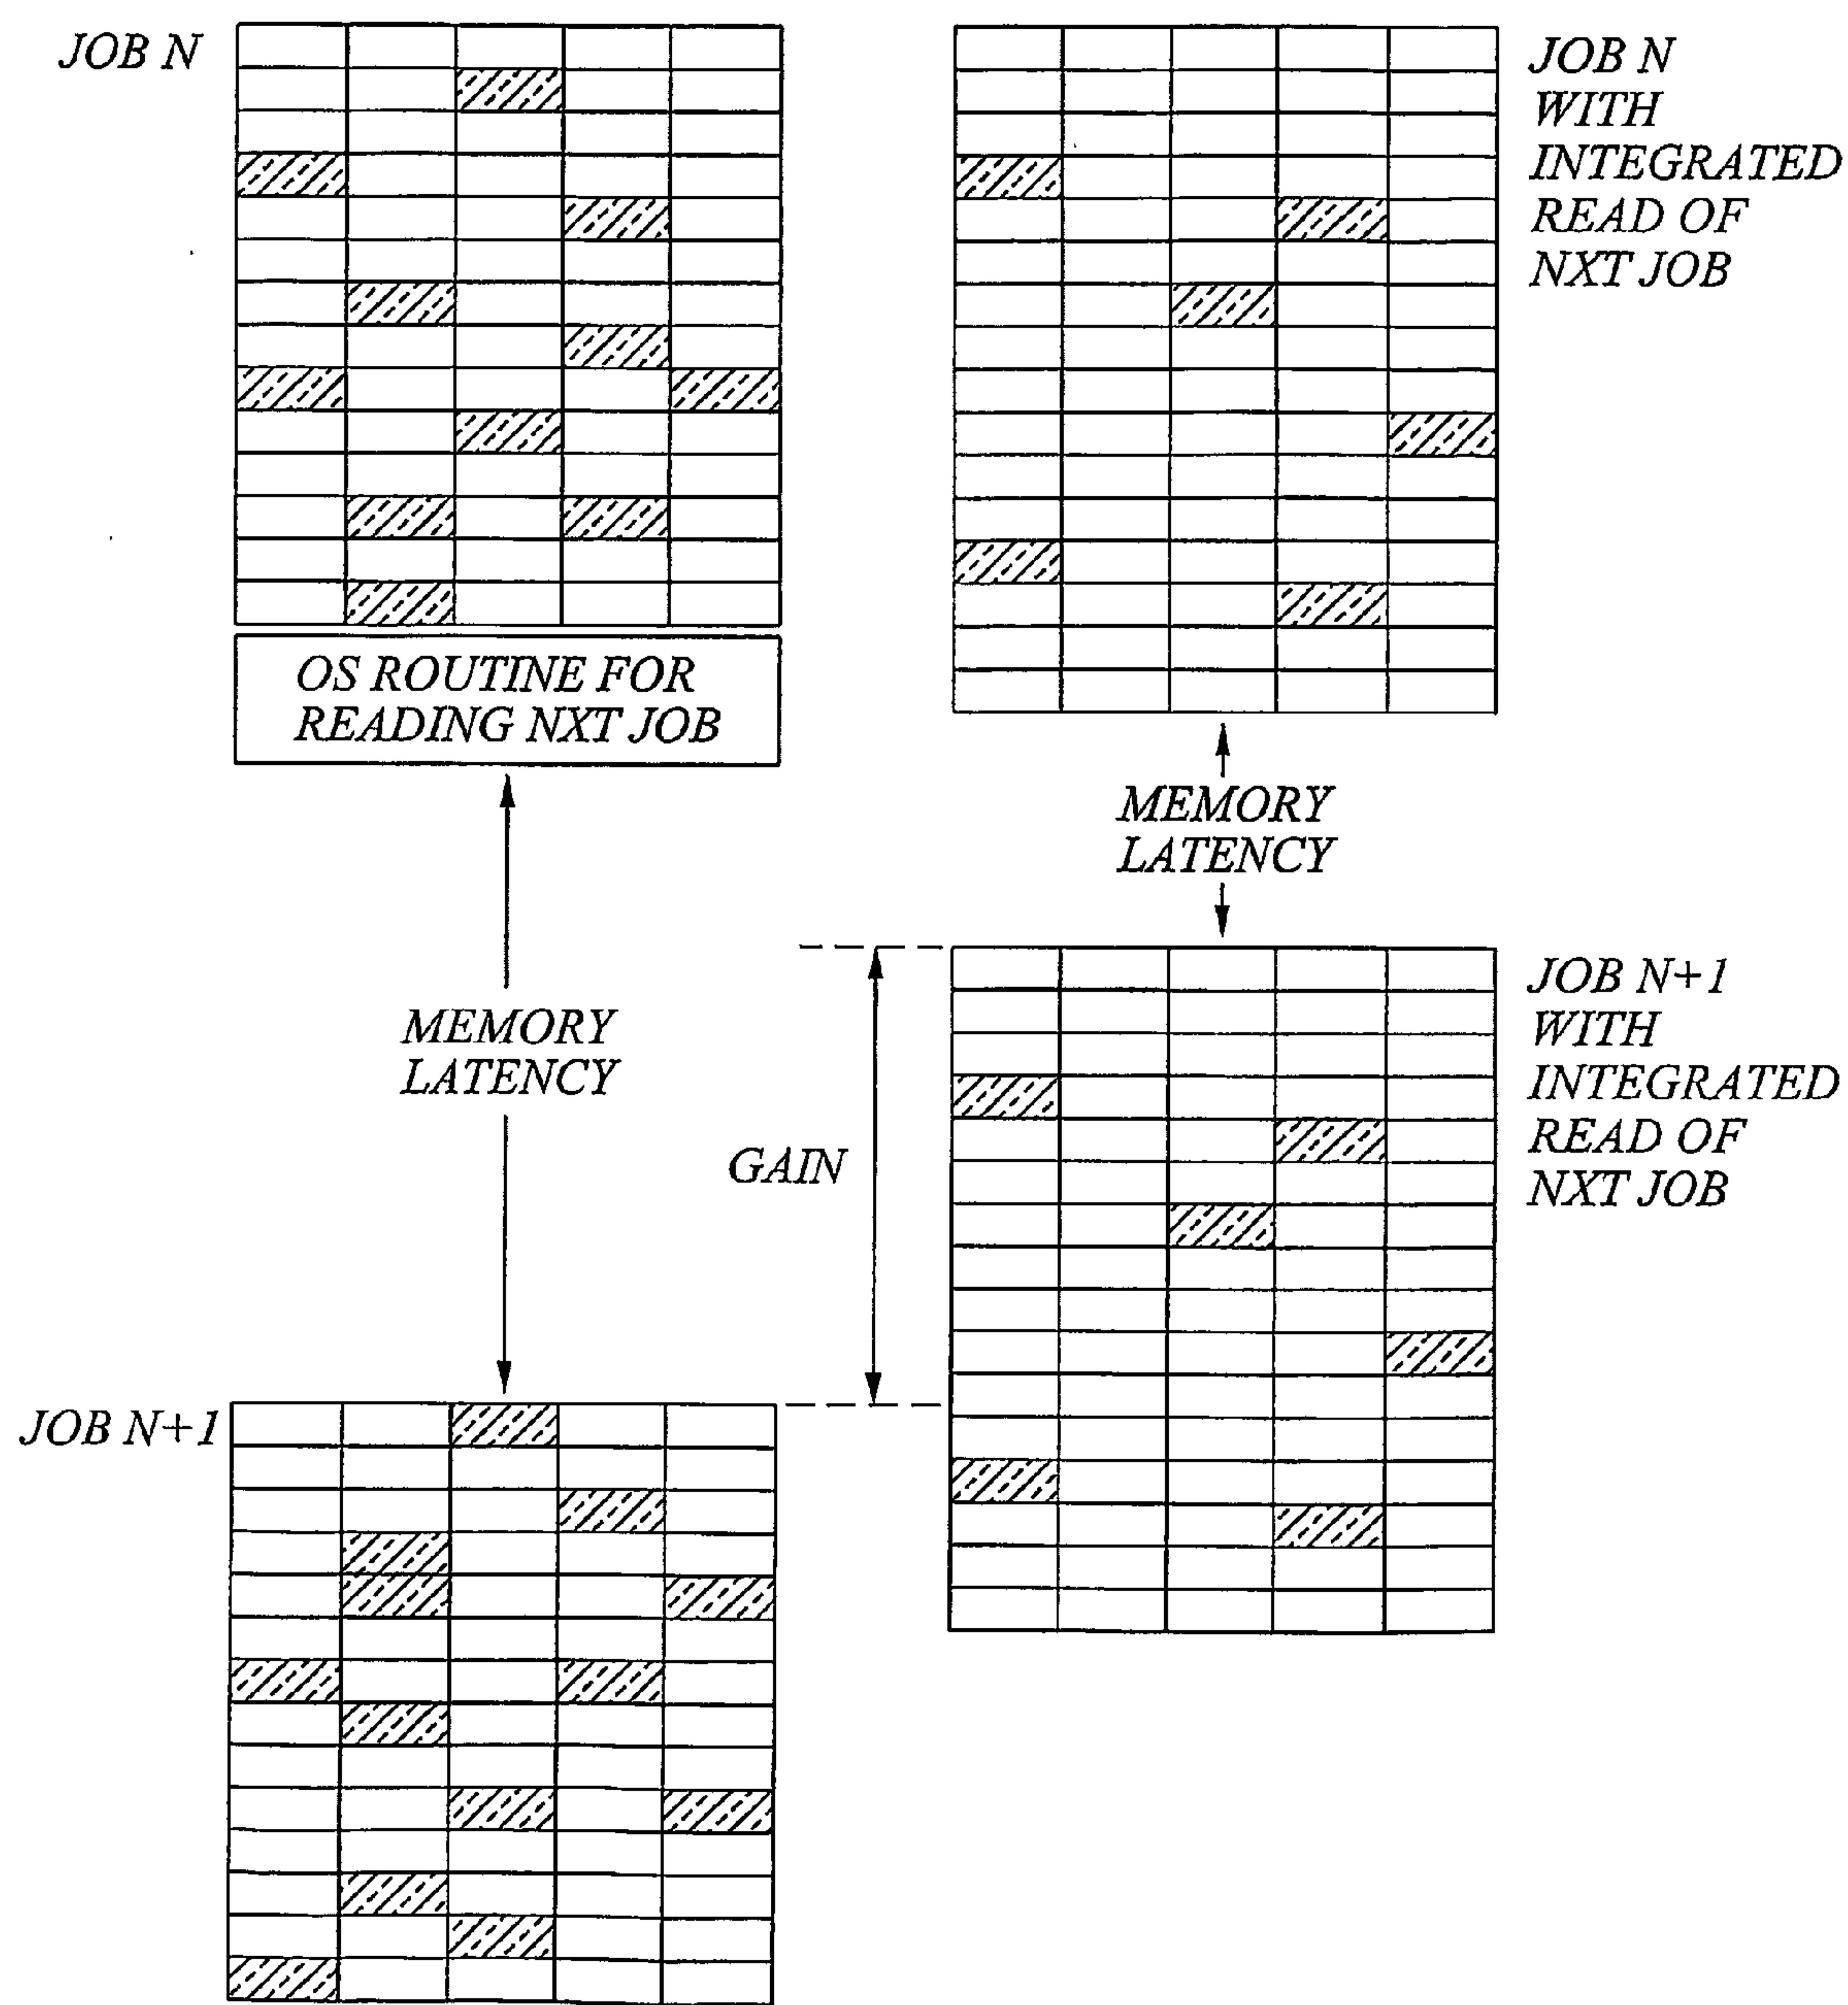 JOB N
JOB N
WITH
INTEGRATED
READ OF
NXT JOB
OS ROUTINE FOR
READING NXT JOB
MEMORY
LATENCY
JOB N+1
WITH
INTEGRATED
READ OF
NXT JOB
MEMORY
LATENCY
GAIN
JOB N+1